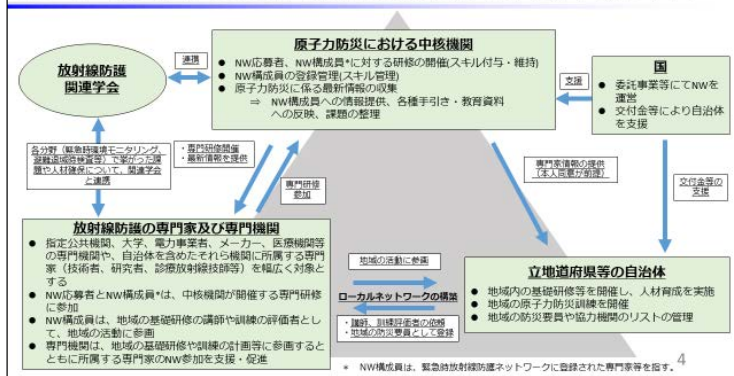 原子力防災における中核機関
● NW応募者、NW構成員*に対する研修の開催(スキル付与・維持)
● NW構成員の登録管理(スキル管理)
● 原子力防災に係る最新情報の収集
⇒ NW構成員への情報提供、各種手引き・教育資料
への反映、課題の整理
放射線防護
関連学会
連携
国
● 委託事業等にてNWを
運営
● 交付金等により自治体
を支援
支援
各分野(緊急時環境モニタリング、
避難退域時検査等)で挙がった課
題や人材確保について、関連学会
と連携
・専門研修開催
・最新情報を提供
専門研修
参加
専門家情報の提供
(本人同意が前提)
交付金等の
支援
放射線防護の専門家及び専門機関
● 指定公共機関、大学、電力事業者、メーカー、医療機関等
の専門機関や、自治体を含めたそれら機関に所属する専門
家(技術者、研究者、診療放射線技師等)を幅広く対象と
する
● NW応募者とNW構成員*は、中核機関が開催する専門研修
に参加
● NW構成員は、地域の基礎研修の講師や訓練の評価者とし
て、地域の活動に参画
● 専門機関は、地域の基礎研修や訓練の計画等に参画すると
ともに所属する専門家のNW参加を支援・促進
地域の活動に参画
ローカルネットワークの構築
・講師、訓練評価者の依頼
・地域の防災要員として登録
立地道府県等の自治体
● 地域内の基礎研修等を開催し、人材育成を実施
● 地域の原子力防災訓練を開催
● 地域の防災要員や協力機関のリストの管理
* NW構成員は、緊急時放射線防護ネットワークに登録された専門家等を指す。
4